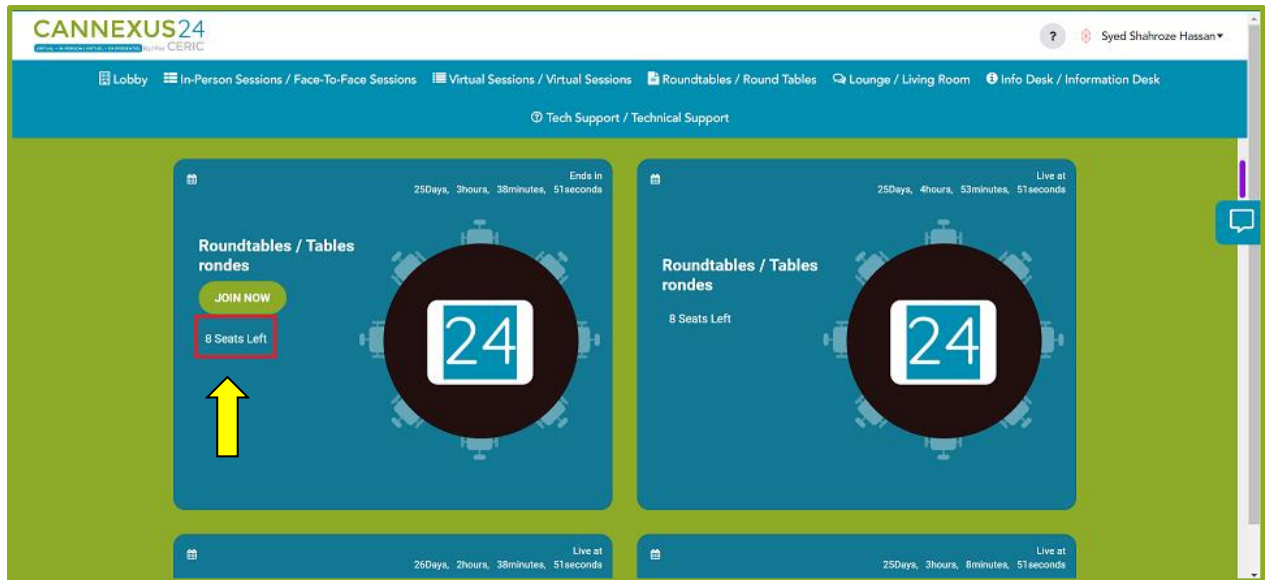 CANNEXUS24
CERIC
?
Syed Shahroze Hassan
Lobby In-Person Sessions / Face-To-Face Sessions Virtual Sessions / Virtual Sessions Roundtables / Round Tables Lounge / Living Room Info Desk / Information Desk
Tech Support / Technical Support
Ends in
25Days, 3hours, 38minutes, 51seconds
Roundtables / Tables
rondes
JOIN NOW
8 Seats Left
24
Live at
25Days, 4hours, 53minutes, 51seconds
Roundtables / Tables
rondes
8 Seats Left
24
Live at
26Days, 2hours, 38minutes, 51seconds
Live at
25Days, 3hours, 8minutes, 51seconds